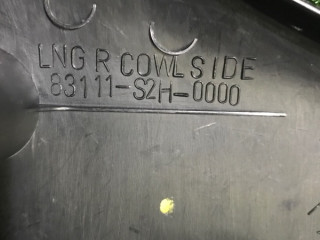 LNG R COWL SIDE
83111-S2H-0000